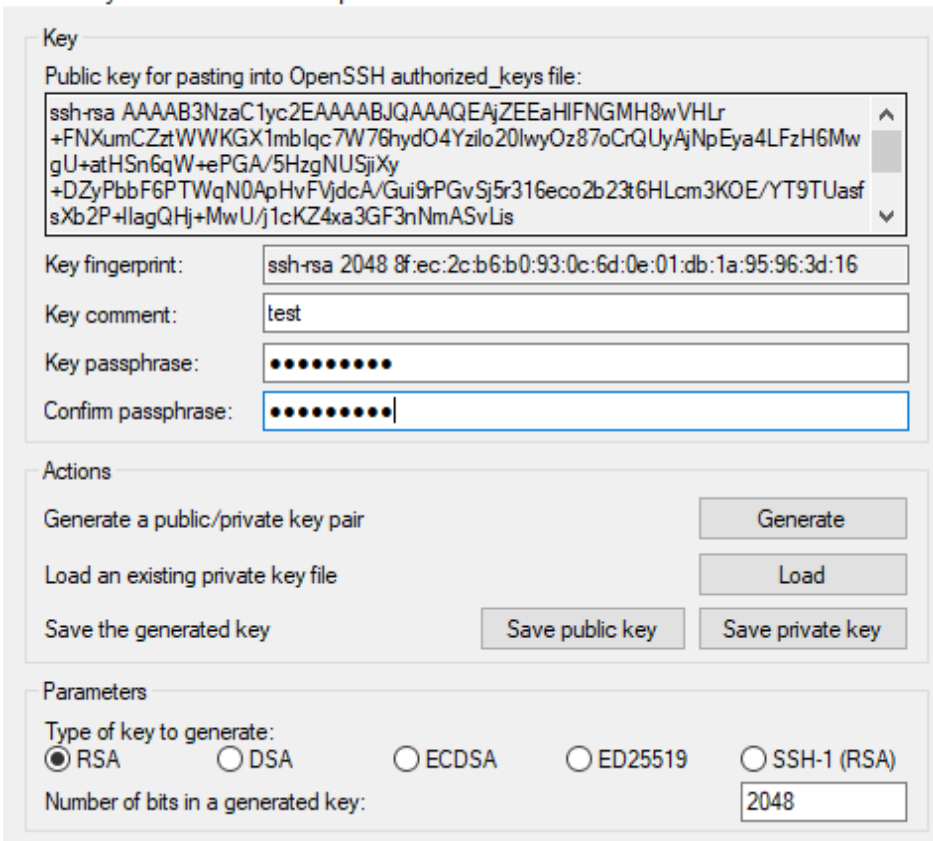 Key
Public key for pasting into OpenSSH authorized_keys file:
ssh-rsa AAAAB3NzaC1yc2EAAAABJQAAAQEAjZEEaHIFNGMH8wVHLr
+FNXumCZztWWKGX1mbIqc7W76hydO4Yzilo20IwyOz87oCrQUyAjNpEya4LFzH6Mw
gU+atHSn6qW+ePGA/5HzgNUSjiXy
+DZyPbbF6PTWqN0ApHvFVjdcA/Gui9rPGvSj5r316eco2b23t6HLcm3KOE/YT9TUasf
sXb2P+IIagQHj+MwU/j1cKZ4xa3GF3nNmASvLis
Key fingerprint: ssh-rsa 2048 8f:ec:2c:b6:b0:93:0c:6d:0e:01:db:1a:95:96:3d:16
Key comment: test
Key passphrase: ●●●●●●●●●
Confirm passphrase: ●●●●●●●●●
Actions
Generate a public/private key pair Generate
Load an existing private key file Load
Save the generated key Save public key Save private key
Parameters
Type of key to generate:
RSA DSA ECDSA ED25519 SSH-1 (RSA)
Number of bits in a generated key: 2048